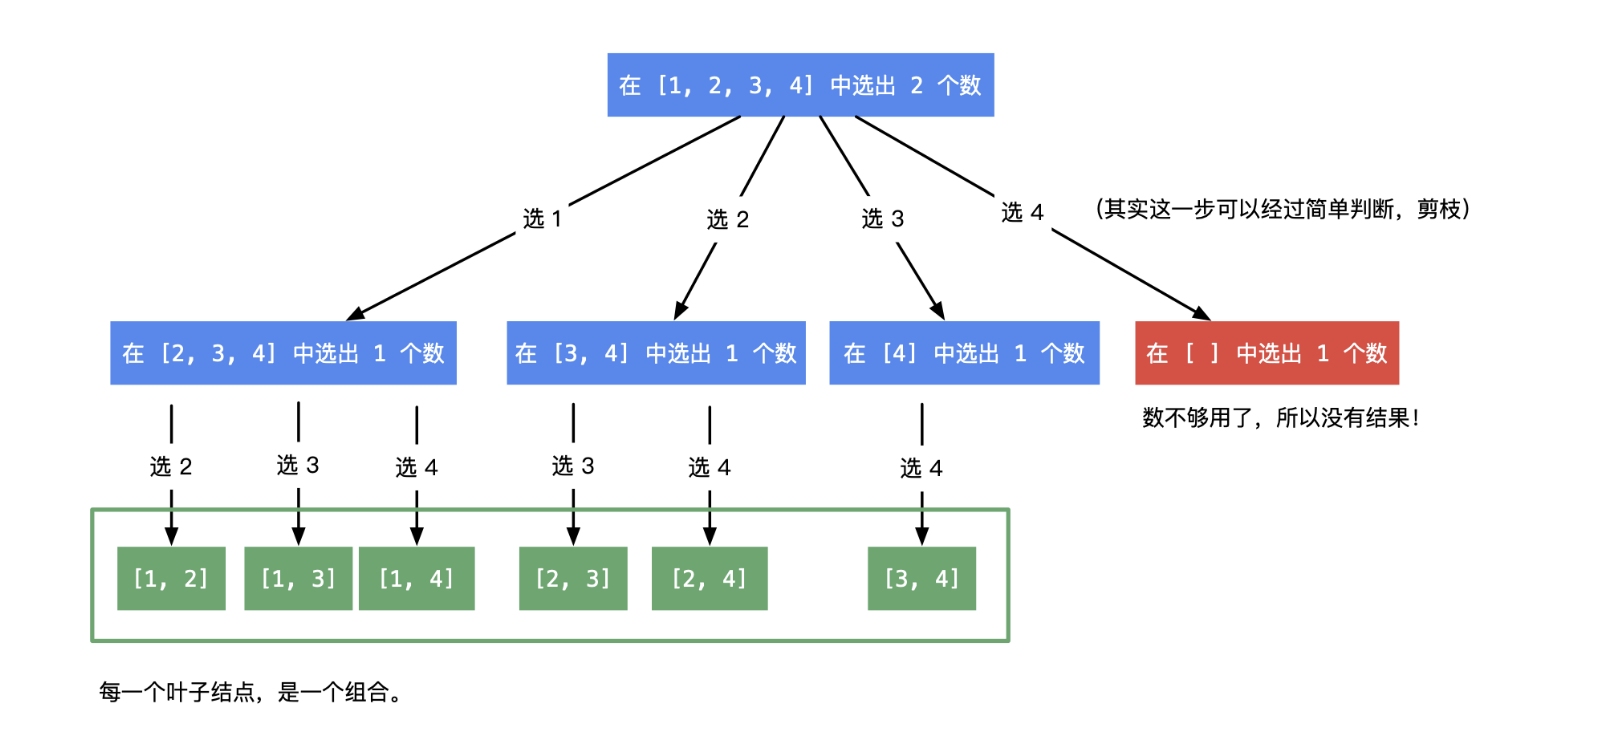 在 [1, 2, 3, 4] 中选出 2 个数
选 1
选 2
选 3
选 4
（其实这一步可以经过简单判断，剪枝）
在 [2, 3, 4] 中选出 1 个数
在 [3, 4] 中选出 1 个数
在 [4] 中选出 1 个数
在 [ ] 中选出 1 个数
数不够用了，所以没有结果！
选 2
选 3
选 4
选 3
选 4
选 4
[1, 2]
[1, 3]
[1, 4]
[2, 3]
[2, 4]
[3, 4]
每一个叶子结点，是一个组合。